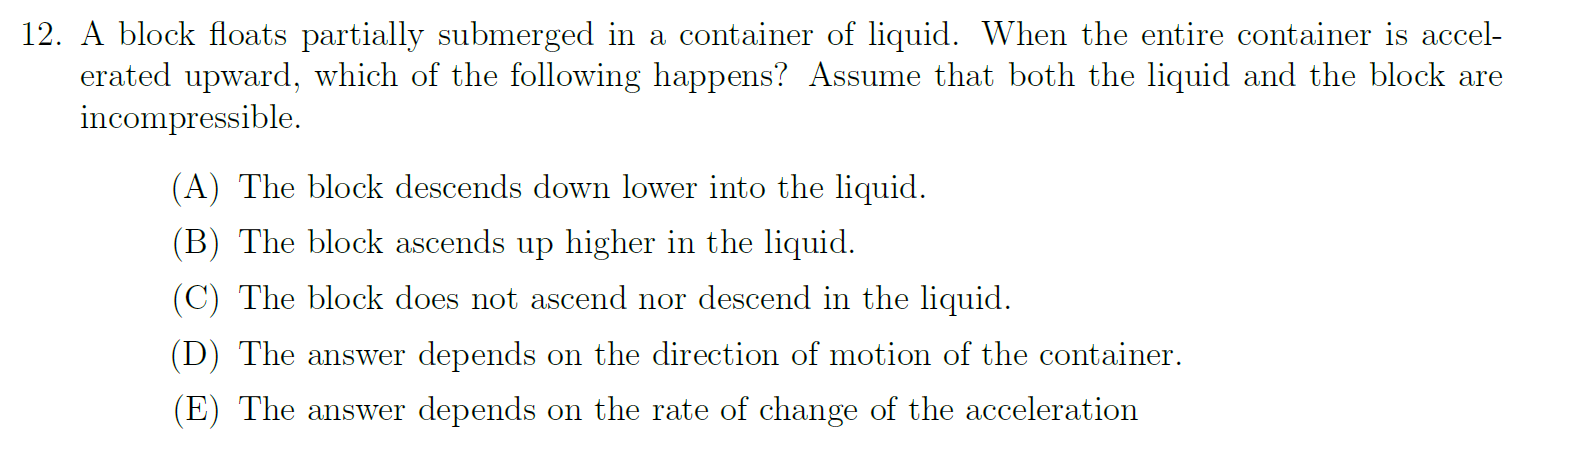 12. A block floats partially submerged in a container of liquid. When the entire container is accel-
erated upward, which of the following happens? Assume that both the liquid and the block are
incompressible.
(A) The block descends down lower into the liquid.
(B) The block ascends up higher in the liquid.
(C) The block does not ascend nor descend in the liquid.
(D) The answer depends on the direction of motion of the container.
(E) The answer depends on the rate of change of the acceleration